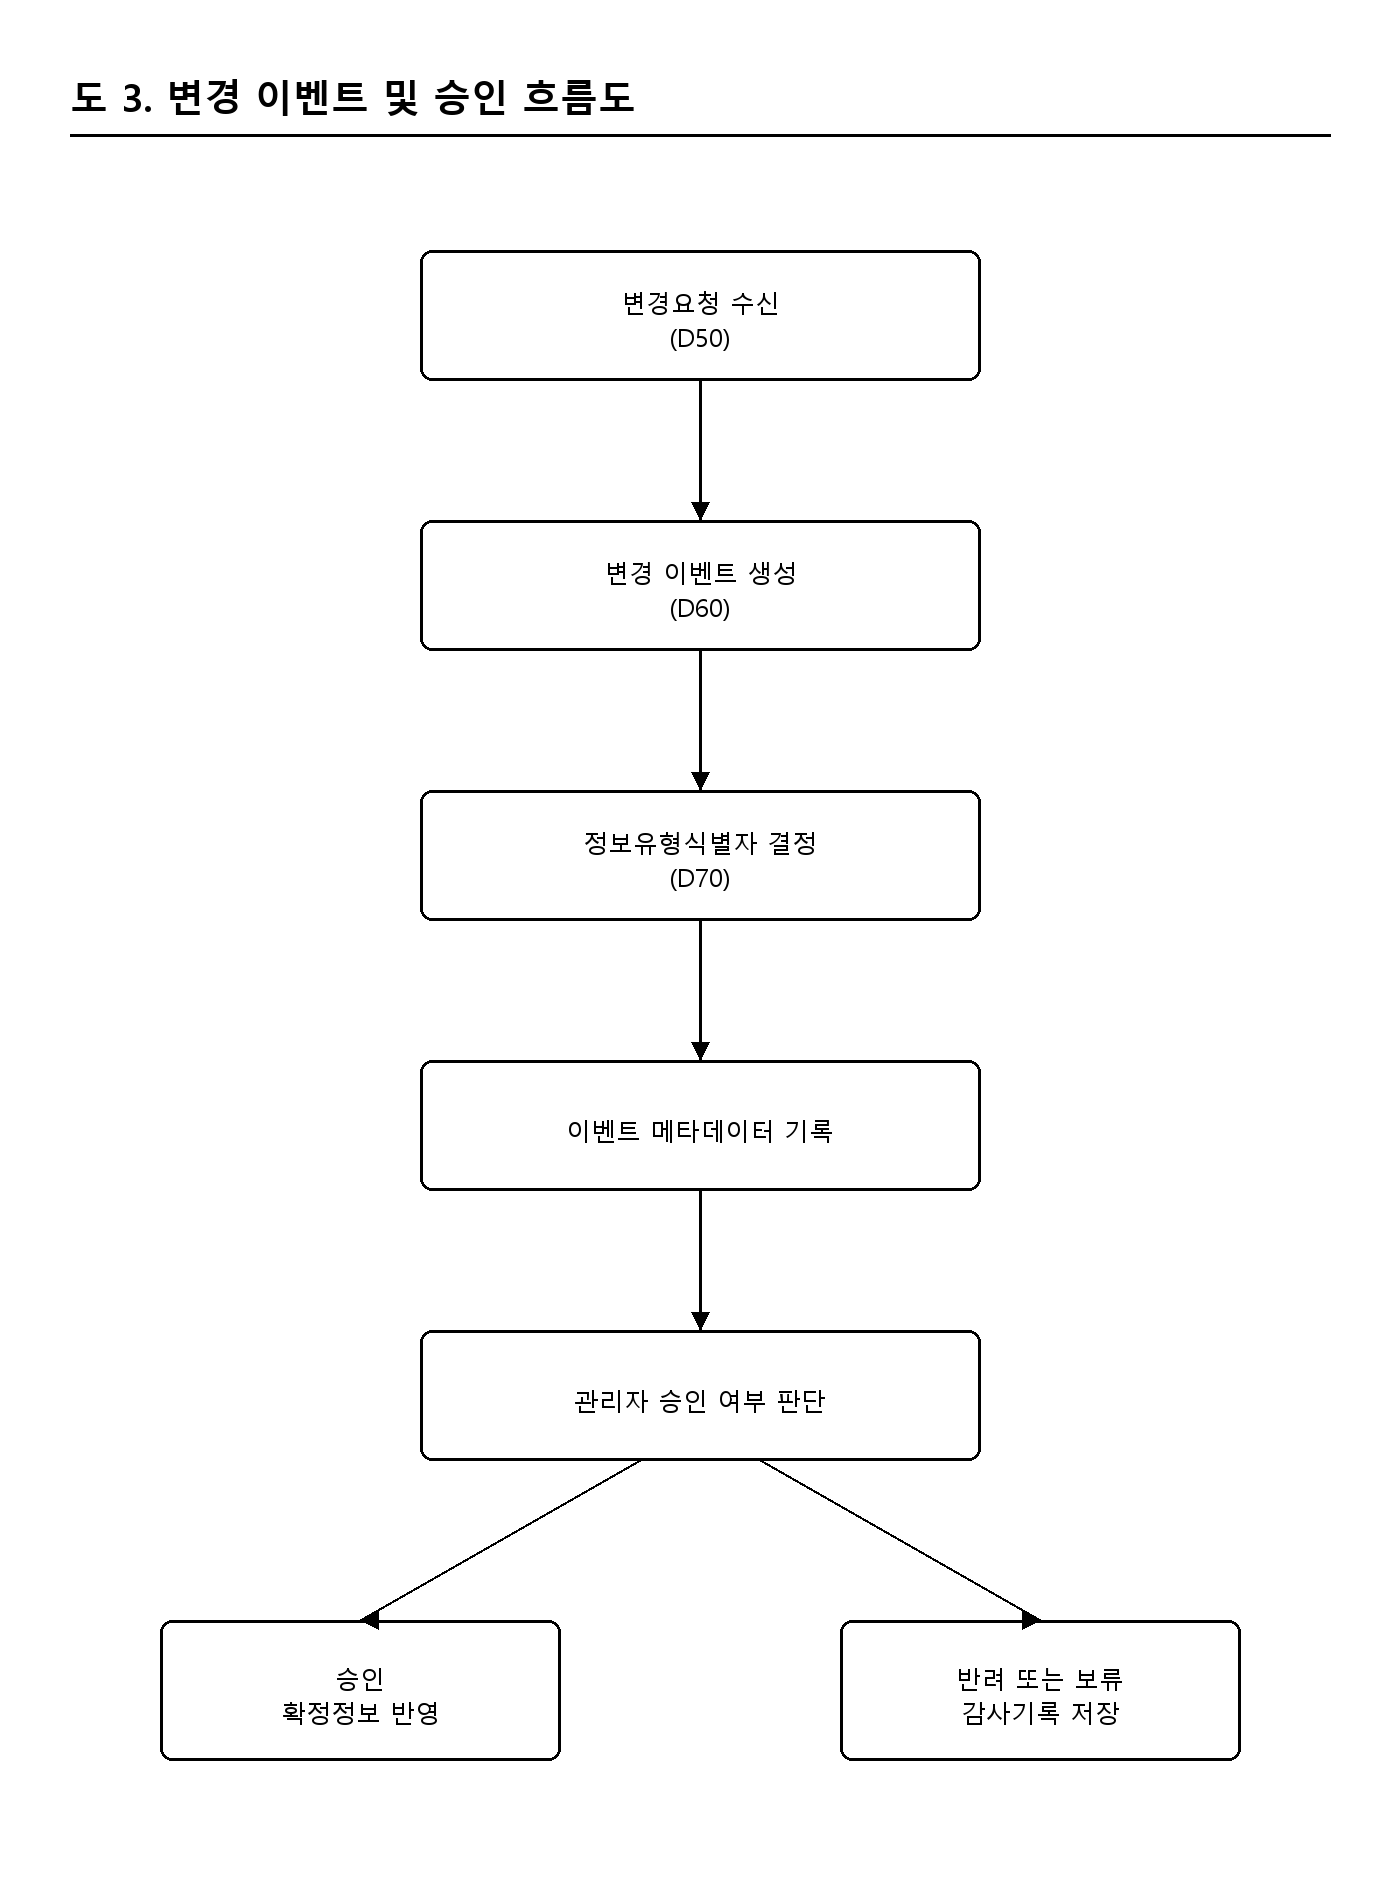 도 3. 변경 이벤트 및 승인 흐름도
변경요청 수신
(D50)
변경 이벤트 생성
(D60)
정보유형식별자 결정
(D70)
이벤트 메타데이터 기록
관리자 승인 여부 판단
승인
확정정보 반영
반려 또는 보류
감사기록 저장